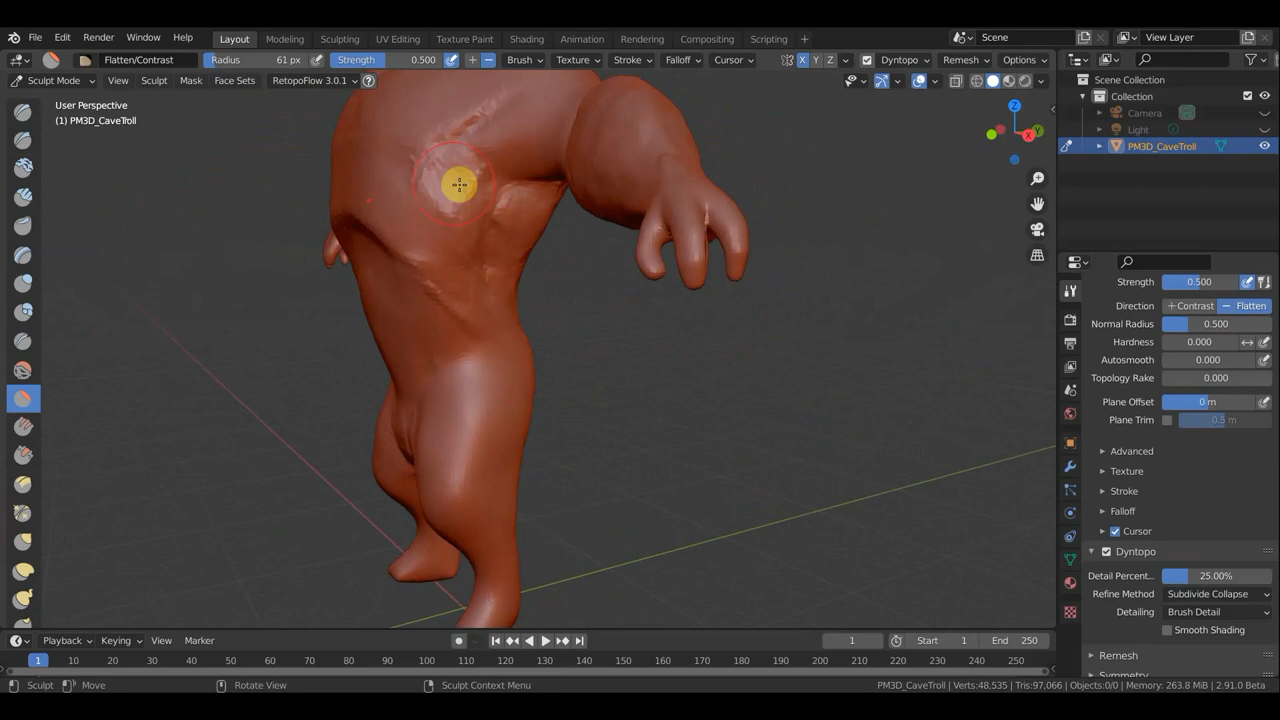 File Edit Render Window Help Layout Modeling Sculpting UV Editing Texture Paint Shading Animation Rendering Compositing Scripting + Scene View Layer
Flatten/Contrast Radius 61 px Strength 0.500 Brush Texture Stroke Falloff Cursor X Y Z Dyntopo Remesh Options
Sculpt Mode View Sculpt Mask Face Sets RetopoFlow 3.0.1
User Perspective
(1) PM3D_CaveTroll
Z
Y
X
Scene Collection
Collection
Camera
Light
PM3D_CaveTroll
Strength 0.500
Direction + Contrast − Flatten
Normal Radius 0.500
Hardness 0.000
Autosmooth 0.000
Topology Rake 0.000
Plane Offset 0 m
Plane Trim 0.5 m
Advanced
Texture
Stroke
Falloff
Cursor
Dyntopo
Detail Percent... 25.00%
Refine Method Subdivide Collapse
Detailing Brush Detail
Smooth Shading
Remesh
Symmetry
Playback Keying View Marker 1 Start 1 End 250
1 10 20 30 40 50 60 70 80 90 100 110 120 130 140 150 160 170 180 190 200 210 220 230 240 250
Sculpt Move Rotate View Sculpt Context Menu PM3D_CaveTroll | Verts:48,535 | Tris:97,066 | Objects:0/0 | Memory: 263.8 MiB | 2.91.0 Beta